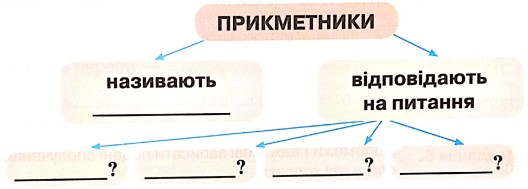 ПРИКМЕТНИКИ
називають
відповідають
на питання
? ? ? ?